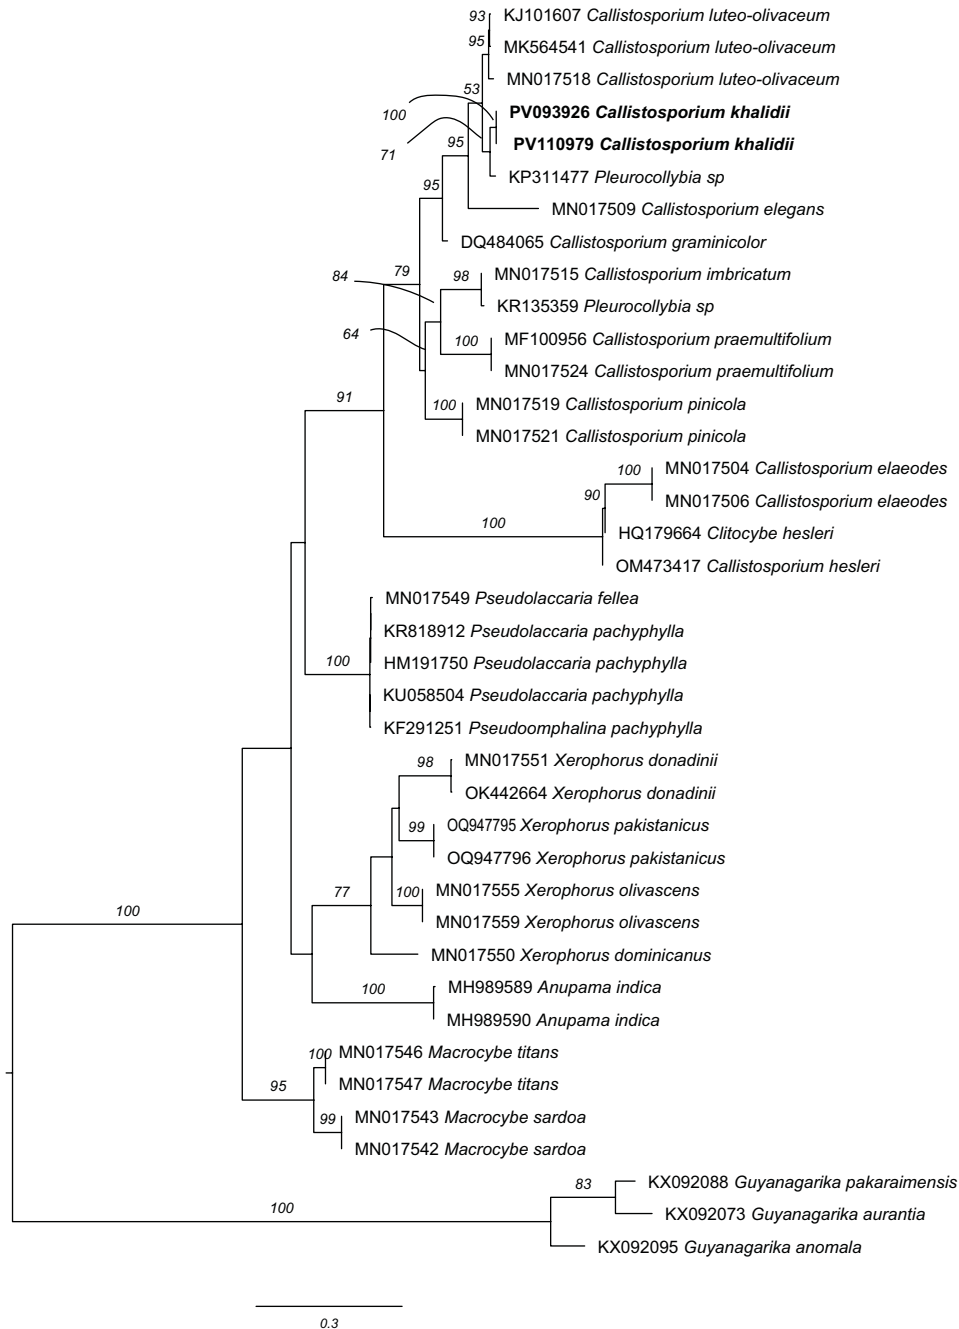 93 KJ101607 Callistosporium luteo-olivaceum
95 MK564541 Callistosporium luteo-olivaceum
MN017518 Callistosporium luteo-olivaceum
53
100 PV093926 Callistosporium khalidii
PV110979 Callistosporium khalidii
71 95
KP311477 Pleurocollybia sp
95
MN017509 Callistosporium elegans
DQ484065 Callistosporium graminicolor
84 79 98 MN017515 Callistosporium imbricatum
KR135359 Pleurocollybia sp
64 100 MF100956 Callistosporium praemultifolium
MN017524 Callistosporium praemultifolium
91 100 MN017519 Callistosporium pinicola
MN017521 Callistosporium pinicola
100 MN017504 Callistosporium elaeodes
90 MN017506 Callistosporium elaeodes
100 HQ179664 Clitocybe hesleri
OM473417 Callistosporium hesleri
MN017549 Pseudolaccaria fellea
KR818912 Pseudolaccaria pachyphylla
100 HM191750 Pseudolaccaria pachyphylla
KU058504 Pseudolaccaria pachyphylla
KF291251 Pseudoomphalina pachyphylla
98 MN017551 Xerophorus donadinii
OK442664 Xerophorus donadinii
99 OQ947795 Xerophorus pakistanicus
OQ947796 Xerophorus pakistanicus
77 100 MN017555 Xerophorus olivascens
100 MN017559 Xerophorus olivascens
MN017550 Xerophorus dominicanus
100 MH989589 Anupama indica
MH989590 Anupama indica
100 MN017546 Macrocybe titans
95 MN017547 Macrocybe titans
99 MN017543 Macrocybe sardoa
MN017542 Macrocybe sardoa
83 KX092088 Guyanagarika pakaraimensis
100 KX092073 Guyanagarika aurantia
KX092095 Guyanagarika anomala
0.3